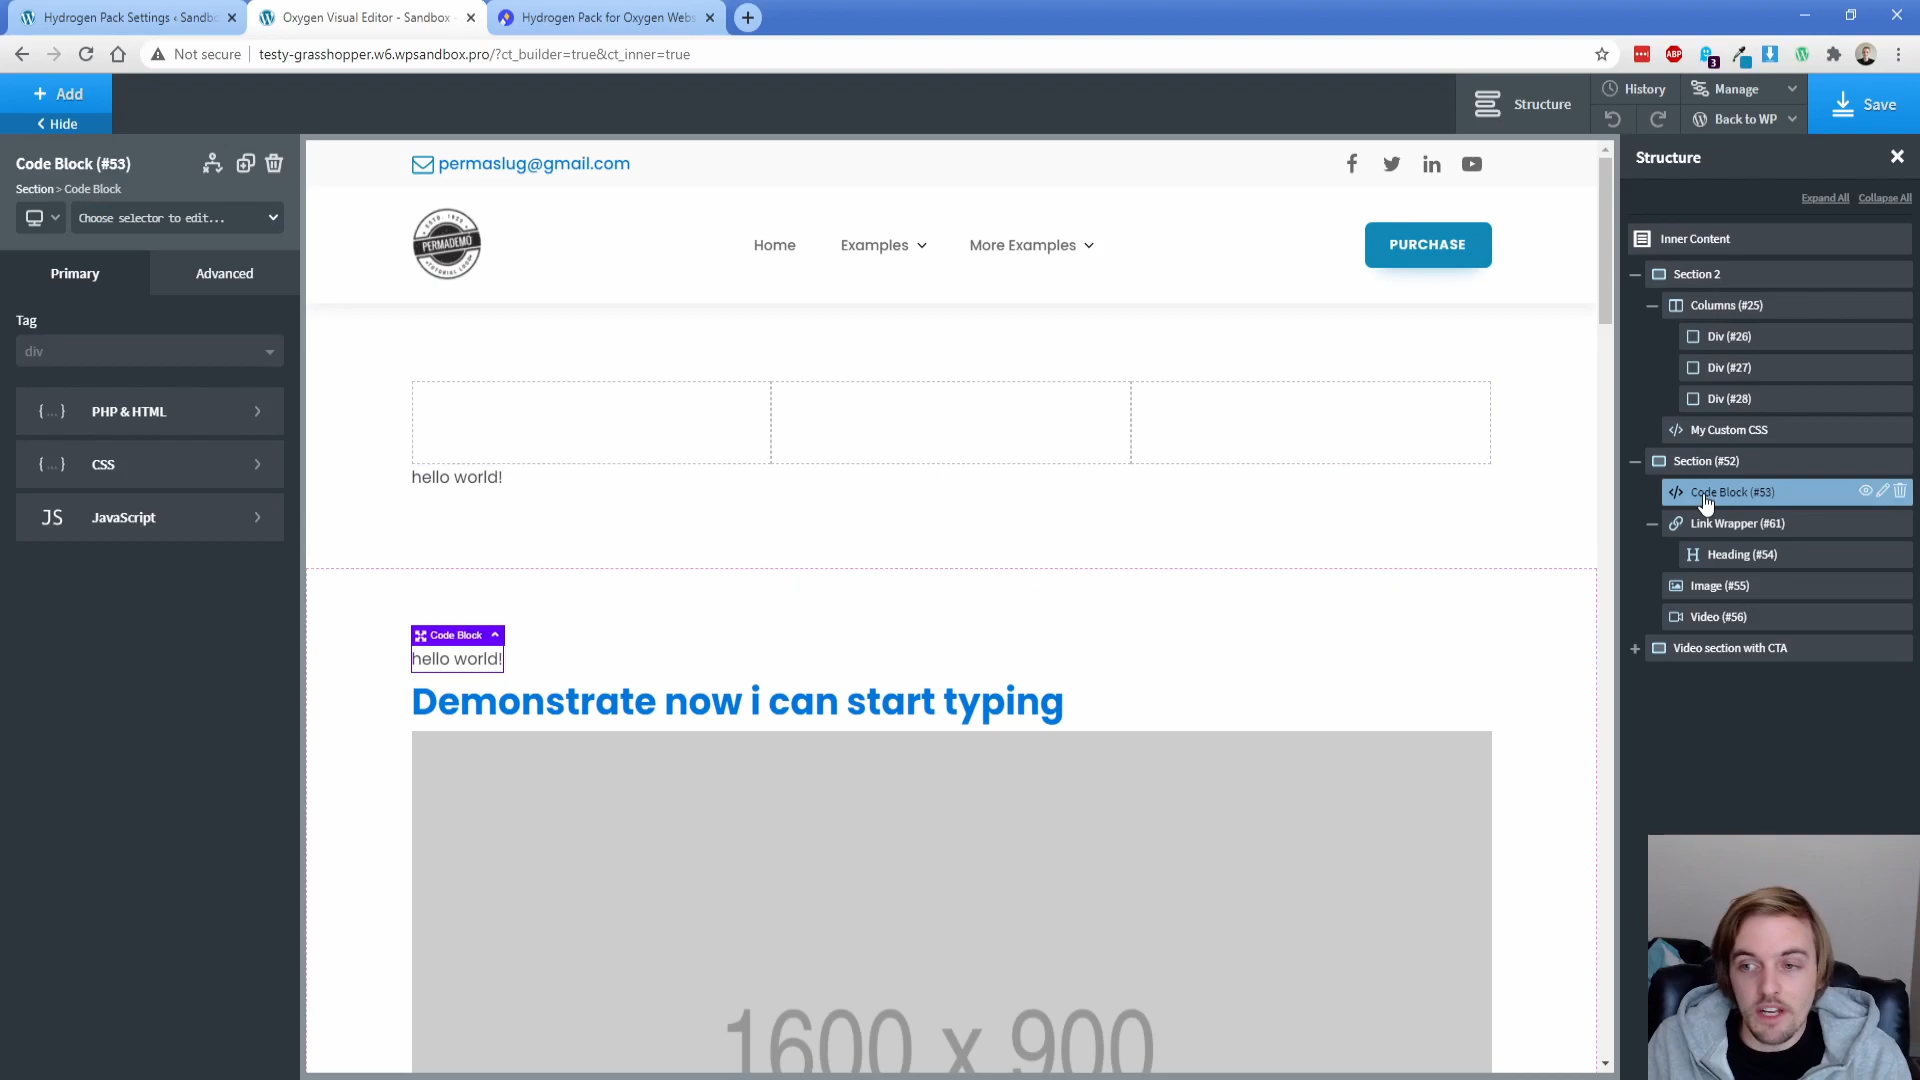 Hydrogen Pack Settings ‹ Sandbo
Oxygen Visual Editor - Sandbox -
Hydrogen Pack for Oxygen Webs
Not secure
testy-grasshopper.w6.wpsandbox.pro/?ct_builder=true&ct_inner=true
ABP
3
+ Add
Hide
Structure
History
Manage
Back to WP
Save
Code Block (#53)
Section > Code Block
Choose selector to edit...
Primary
Advanced
Tag
div
{...} PHP & HTML
{...} CSS
JS JavaScript
permaslug@gmail.com
PERMADEMO
Home
Examples
More Examples
PURCHASE
hello world!
Code Block
hello world!
Demonstrate now i can start typing
1600 x 900
Structure
Expand All
Collapse All
Inner Content
Section 2
Columns (#25)
Div (#26)
Div (#27)
Div (#28)
My Custom CSS
Section (#52)
Code Block (#53)
Link Wrapper (#61)
Heading (#54)
Image (#55)
Video (#56)
Video section with CTA